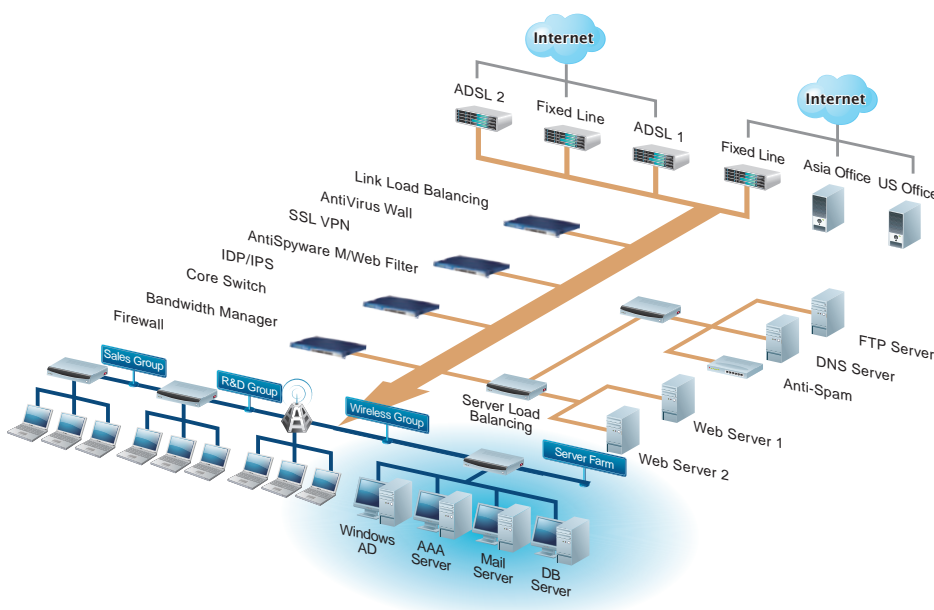 Internet
ADSL 2
Fixed Line
ADSL 1
Internet
Fixed Line
Asia Office
US Office
Link Load Balancing
AntiVirus Wall
SSL VPN
AntiSpyware M/Web Filter
IDP/IPS
Core Switch
Bandwidth Manager
Firewall
Sales Group
R&D Group
Wireless Group
Server Farm
Server Load
Balancing
FTP Server
DNS Server
Anti-Spam
Web Server 1
Web Server 2
Windows
AD
AAA
Server
Mail
Server
DB
Server